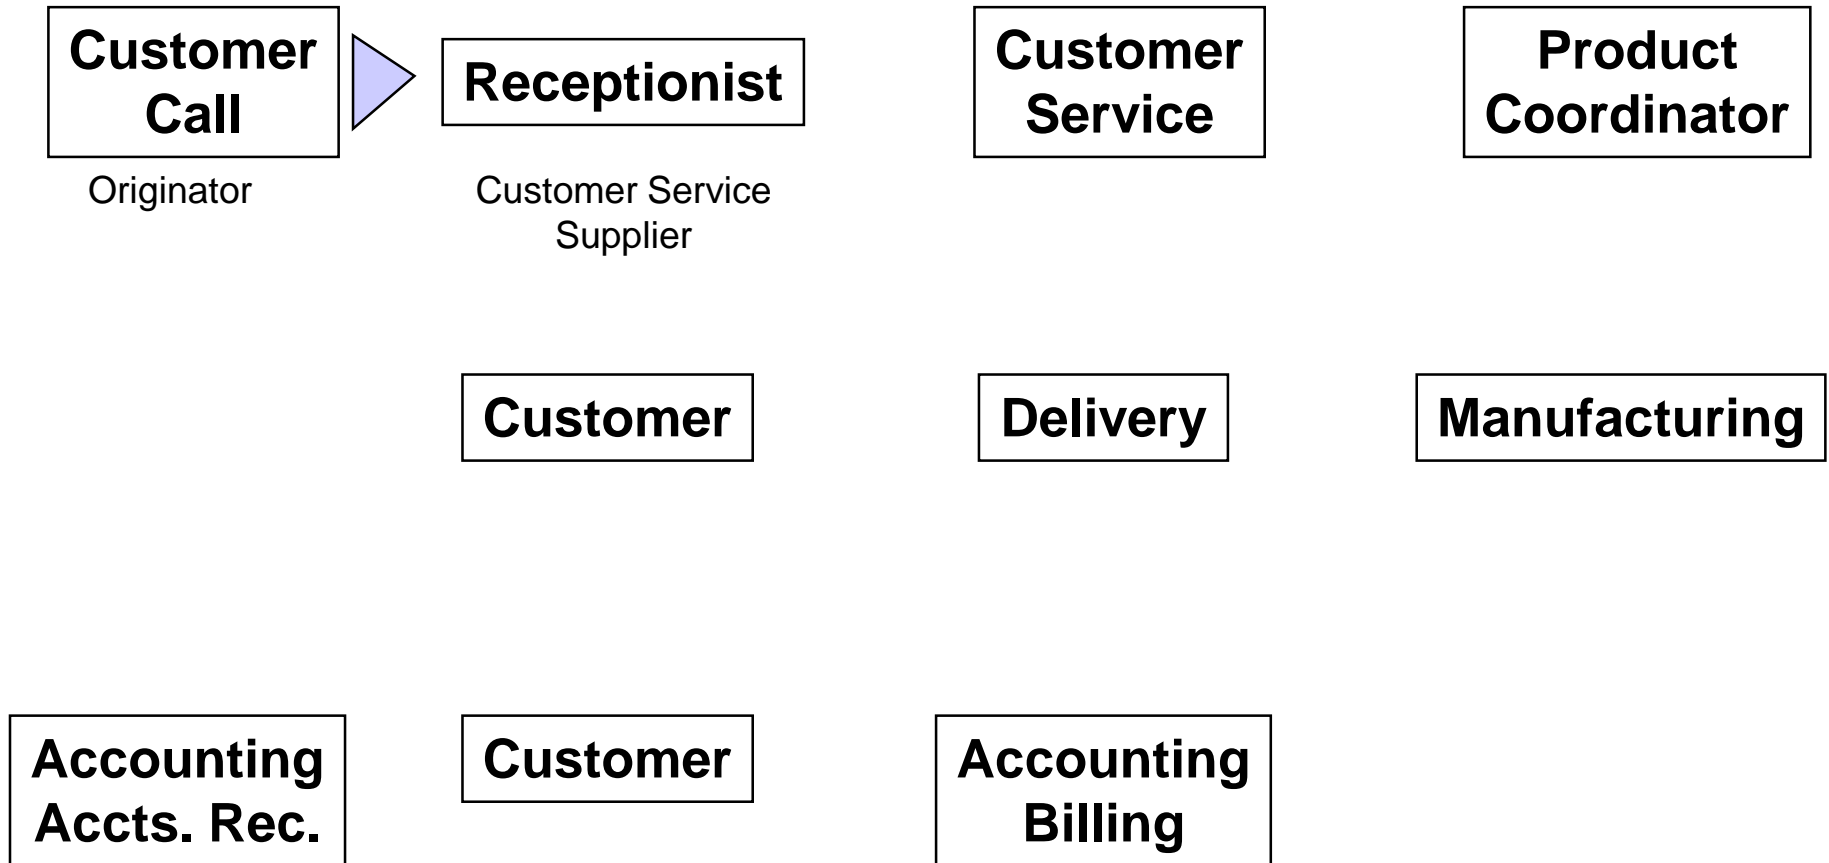 Customer
Call
Receptionist
Customer
Service
Product
Coordinator
Originator
Customer Service
Supplier
Customer
Delivery
Manufacturing
Accounting
Accts. Rec.
Customer
Accounting
Billing